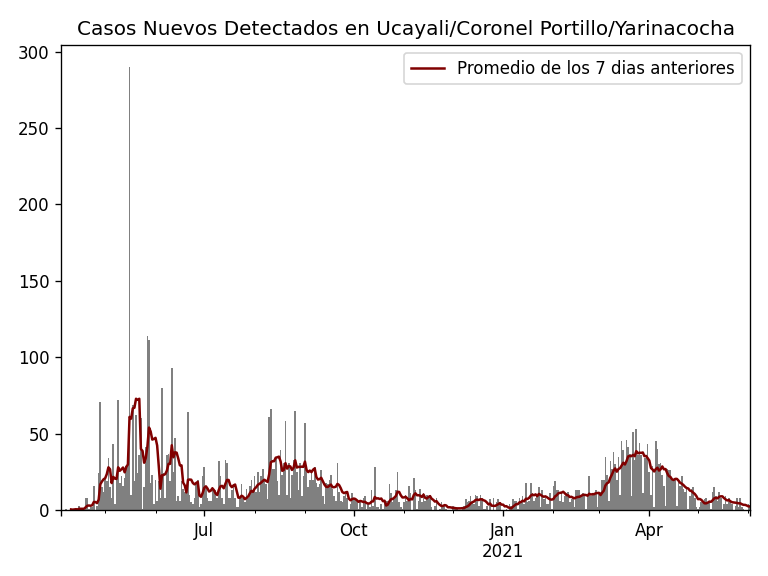 Casos Nuevos Detectados en Ucayali/Coronel Portillo/Yarinacocha
Promedio de los 7 dias anteriores
300
250
200
150
100
50
0
Jul
Oct
Jan
2021
Apr